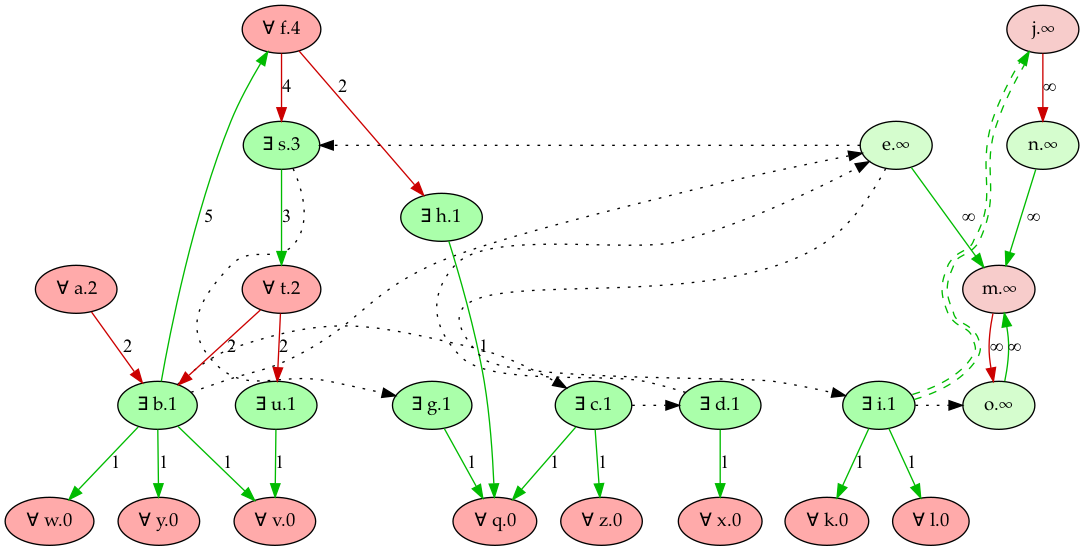 ∀ f.4
j.∞
4
2
∞
∃ s.3
e.∞
n.∞
5
3
∃ h.1
∞
∞
∀ a.2
∀ t.2
m.∞
2
2
2
1
∞
∞
∃ b.1
∃ u.1
∃ g.1
∃ c.1
∃ d.1
∃ i.1
o.∞
1
1
1
1
1
1
1
1
1
1
∀ w.0
∀ y.0
∀ v.0
∀ q.0
∀ z.0
∀ x.0
∀ k.0
∀ l.0